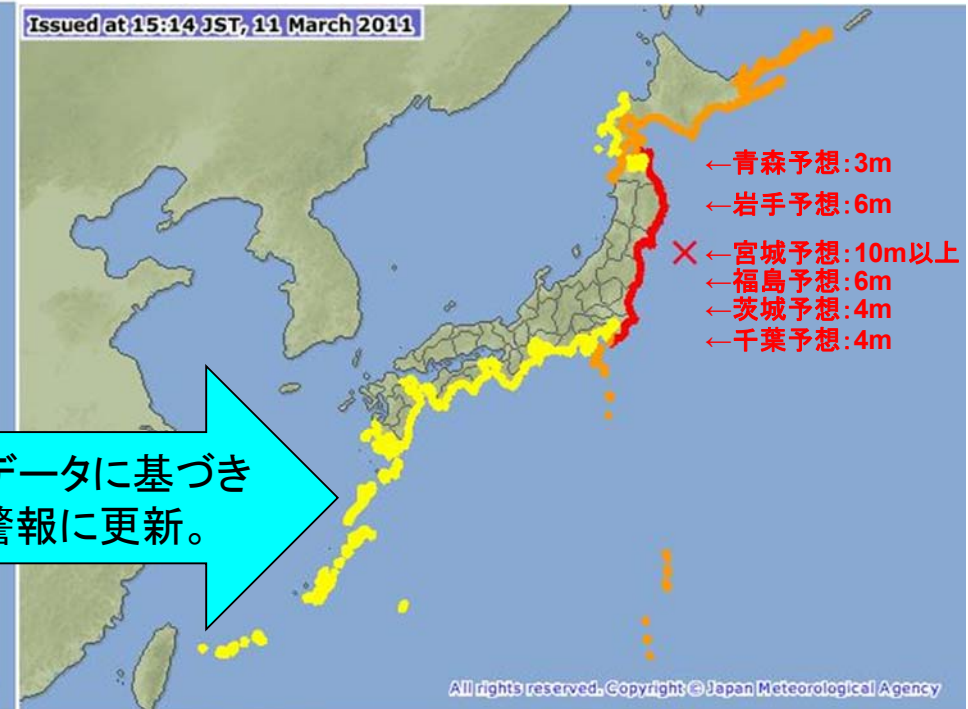 Issued at 15:14 JST, 11 March 2011
←青森予想：3m
←岩手予想：6m
←宮城予想：10m以上
←福島予想：6m
←茨城予想：4m
←千葉予想：4m
データに基づき
警報に更新。
All rights reserved. Copyright © Japan Meteorological Agency